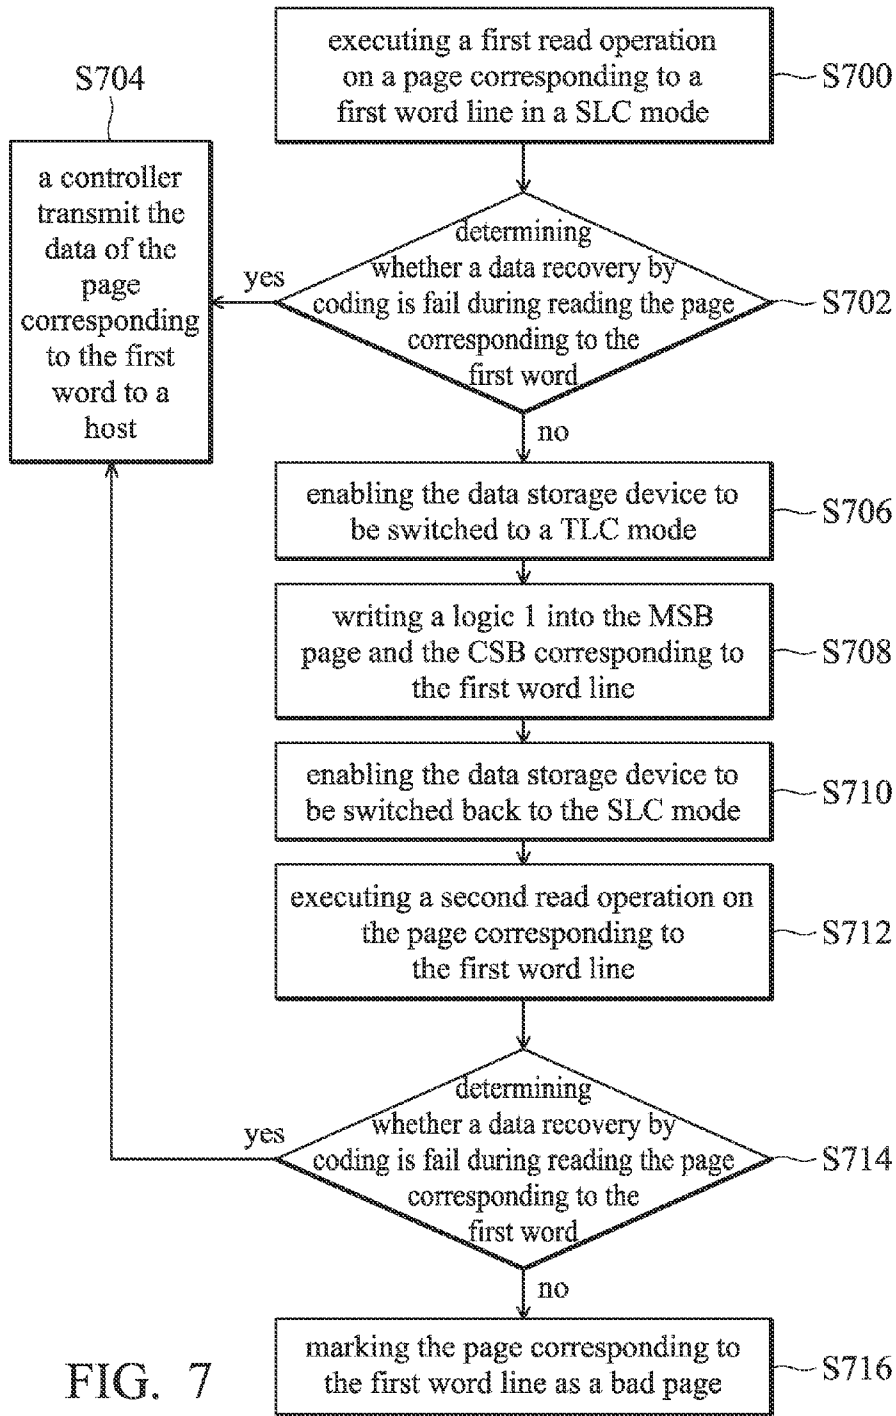 executing a first read operation
on a page corresponding to a
first word line in a SLC mode
S700
S704
a controller
transmit the
data of the
page
corresponding
to the first
word to a
host
yes
determining
whether a data recovery by
coding is fail during reading the page
corresponding to the
first word
S702
no
enabling the data storage device to
be switched to a TLC mode
S706
writing a logic 1 into the MSB
page and the CSB corresponding to
the first word line
S708
enabling the data storage device to
be switched back to the SLC mode
S710
executing a second read operation on
the page corresponding to
the first word line
S712
yes
determining
whether a data recovery by
coding is fail during reading the page
corresponding to the
first word
S714
no
marking the page corresponding to
the first word line as a bad page
S716
FIG. 7